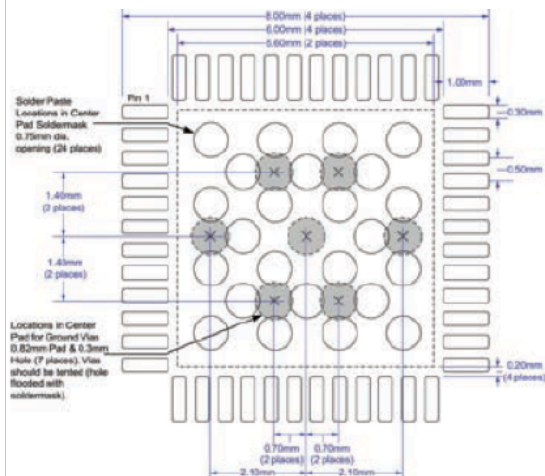 8.00mm (4 places)
6.00mm (4 places)
5.60mm (2 places)
1.00mm
Solder Paste
Locations in Center
Pad Soldermask
0.75mm dia.
opening (24 places)
Pin 1
0.30mm
0.50mm
1.40mm
(2 places)
1.40mm
(2 places)
Locations in Center
Pad for Ground Vias
0.82mm Pad & 0.3mm
Hole (7 places). Vias
should be tented (hole
flooded with
soldermask).
0.20mm
(4 places)
0.70mm
(2 places)
0.70mm
(2 places)
2.10mm
2.10mm